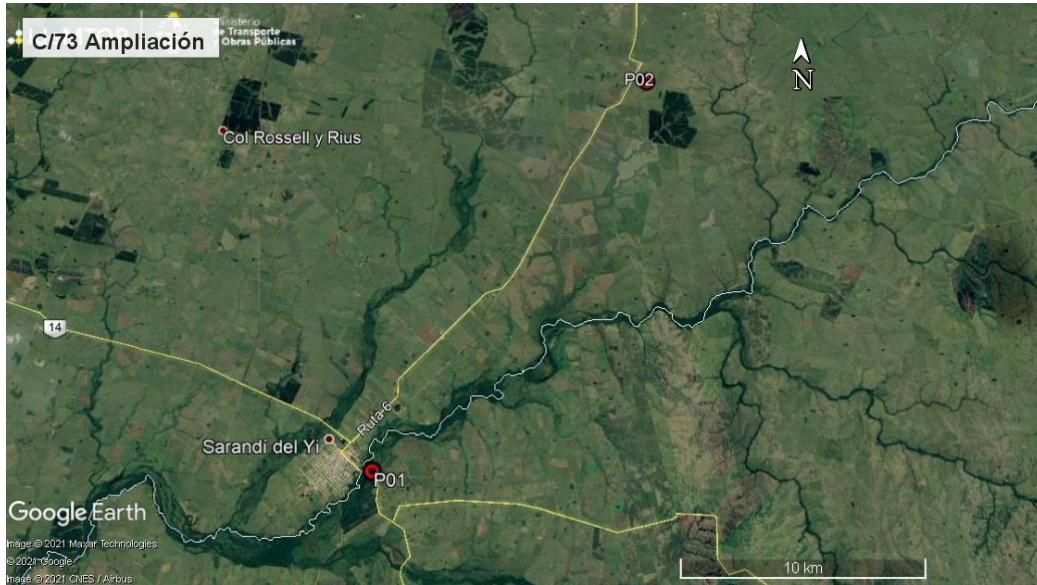 C/73 Ampliación
Ministerio
de Transporte
y Obras Públicas
P02
N
Col Rossell y Rius
14
Ruta 6
Sarandí del Yi
P01
Google Earth
Image © 2021 Maxar Technologies
© 2021 Google
Image © 2021 CNES / Airbus
10 km